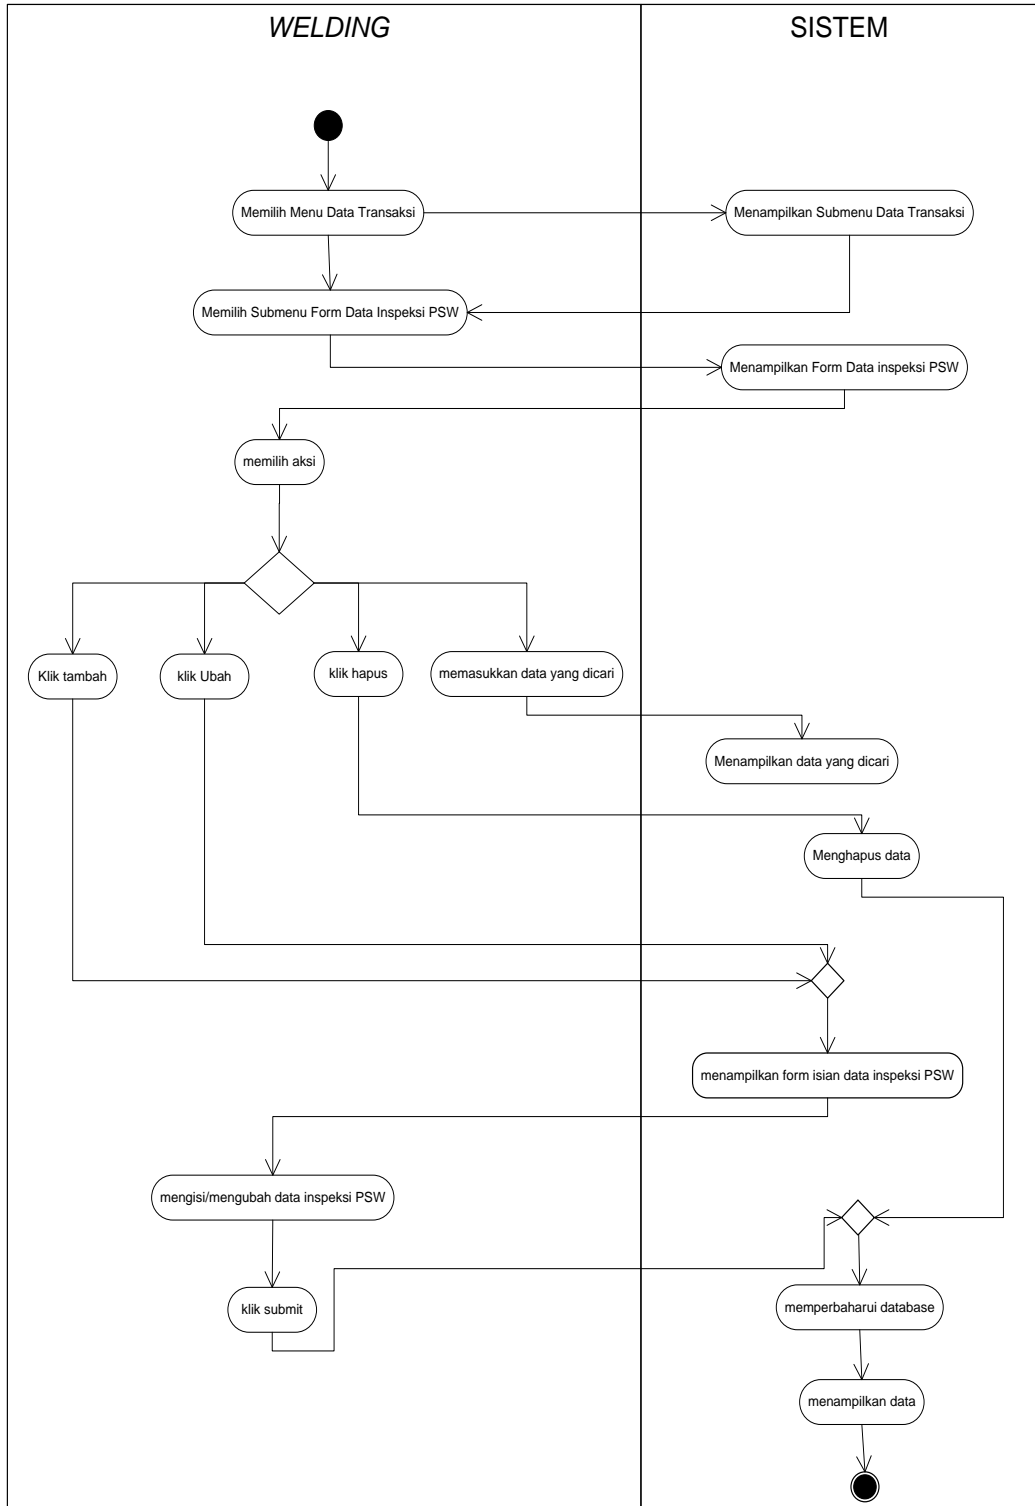 WELDING
SISTEM
Memilih Menu Data Transaksi
Menampilkan Submenu Data Transaksi
Memilih Submenu Form Data Inspeksi PSW
Menampilkan Form Data inspeksi PSW
memilih aksi
Klik tambah
klik Ubah
klik hapus
memasukkan data yang dicari
Menampilkan data yang dicari
Menghapus data
menampilkan form isian data inspeksi PSW
mengisi/mengubah data inspeksi PSW
klik submit
memperbaharui database
menampilkan data